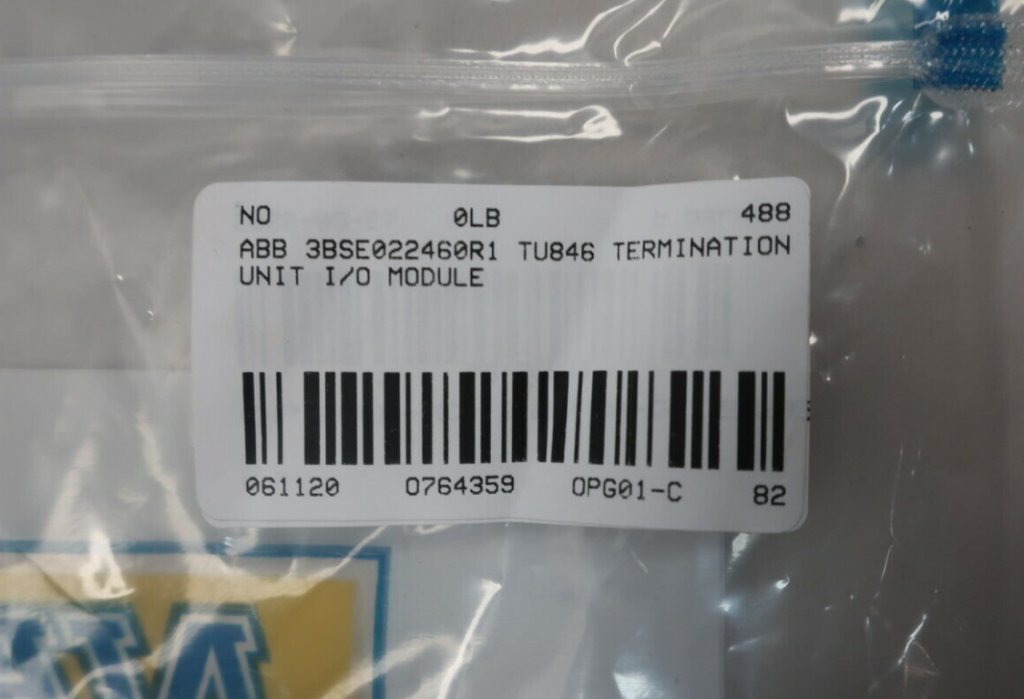 NO 0LB 488
ABB 3BSE022460R1 TU846 TERMINATION
UNIT I/O MODULE
061120 0764359 OPG01-C 82